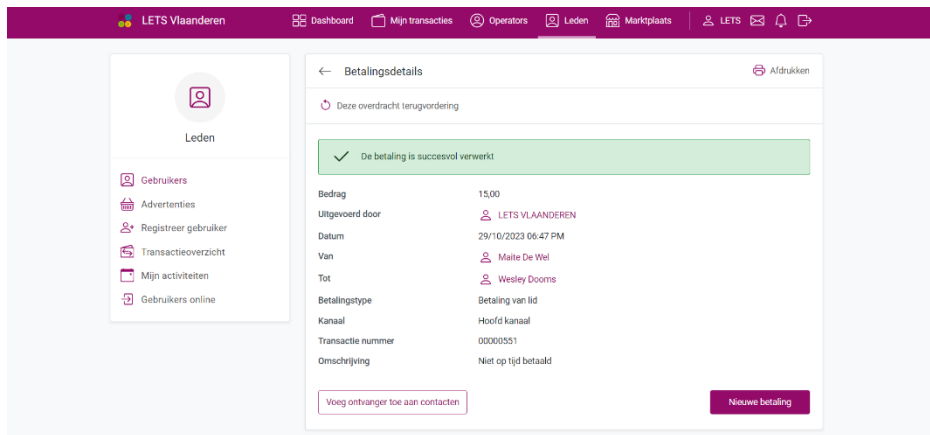 LETS Vlaanderen Dashboard Mijn transacties Operators Leden Marktplaats LETS
Leden
Gebruikers
Advertenties
Registreer gebruiker
Transactieoverzicht
Mijn activiteiten
Gebruikers online
Betalingsdetails Afdrukken
Deze overdracht terugvordering
De betaling is succesvol verwerkt
Bedrag 15,00
Uitgevoerd door LETS VLAANDEREN
Datum 29/10/2023 06:47 PM
Van Maite De Wel
Tot Wesley Dooms
Betalingstype Betaling van lid
Kanaal Hoofd kanaal
Transactie nummer 00000551
Omschrijving Niet op tijd betaald
Voeg ontvanger toe aan contacten Nieuwe betaling